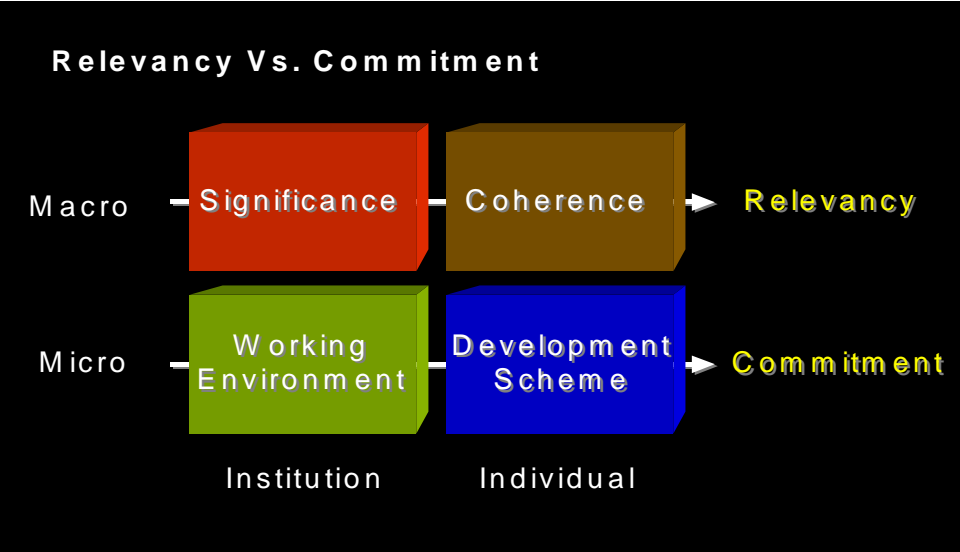 Relevancy Vs. Commitment
Macro
Significance
Coherence
Relevancy
Micro
Working
Environment
Development
Scheme
Commitment
Institution
Individual